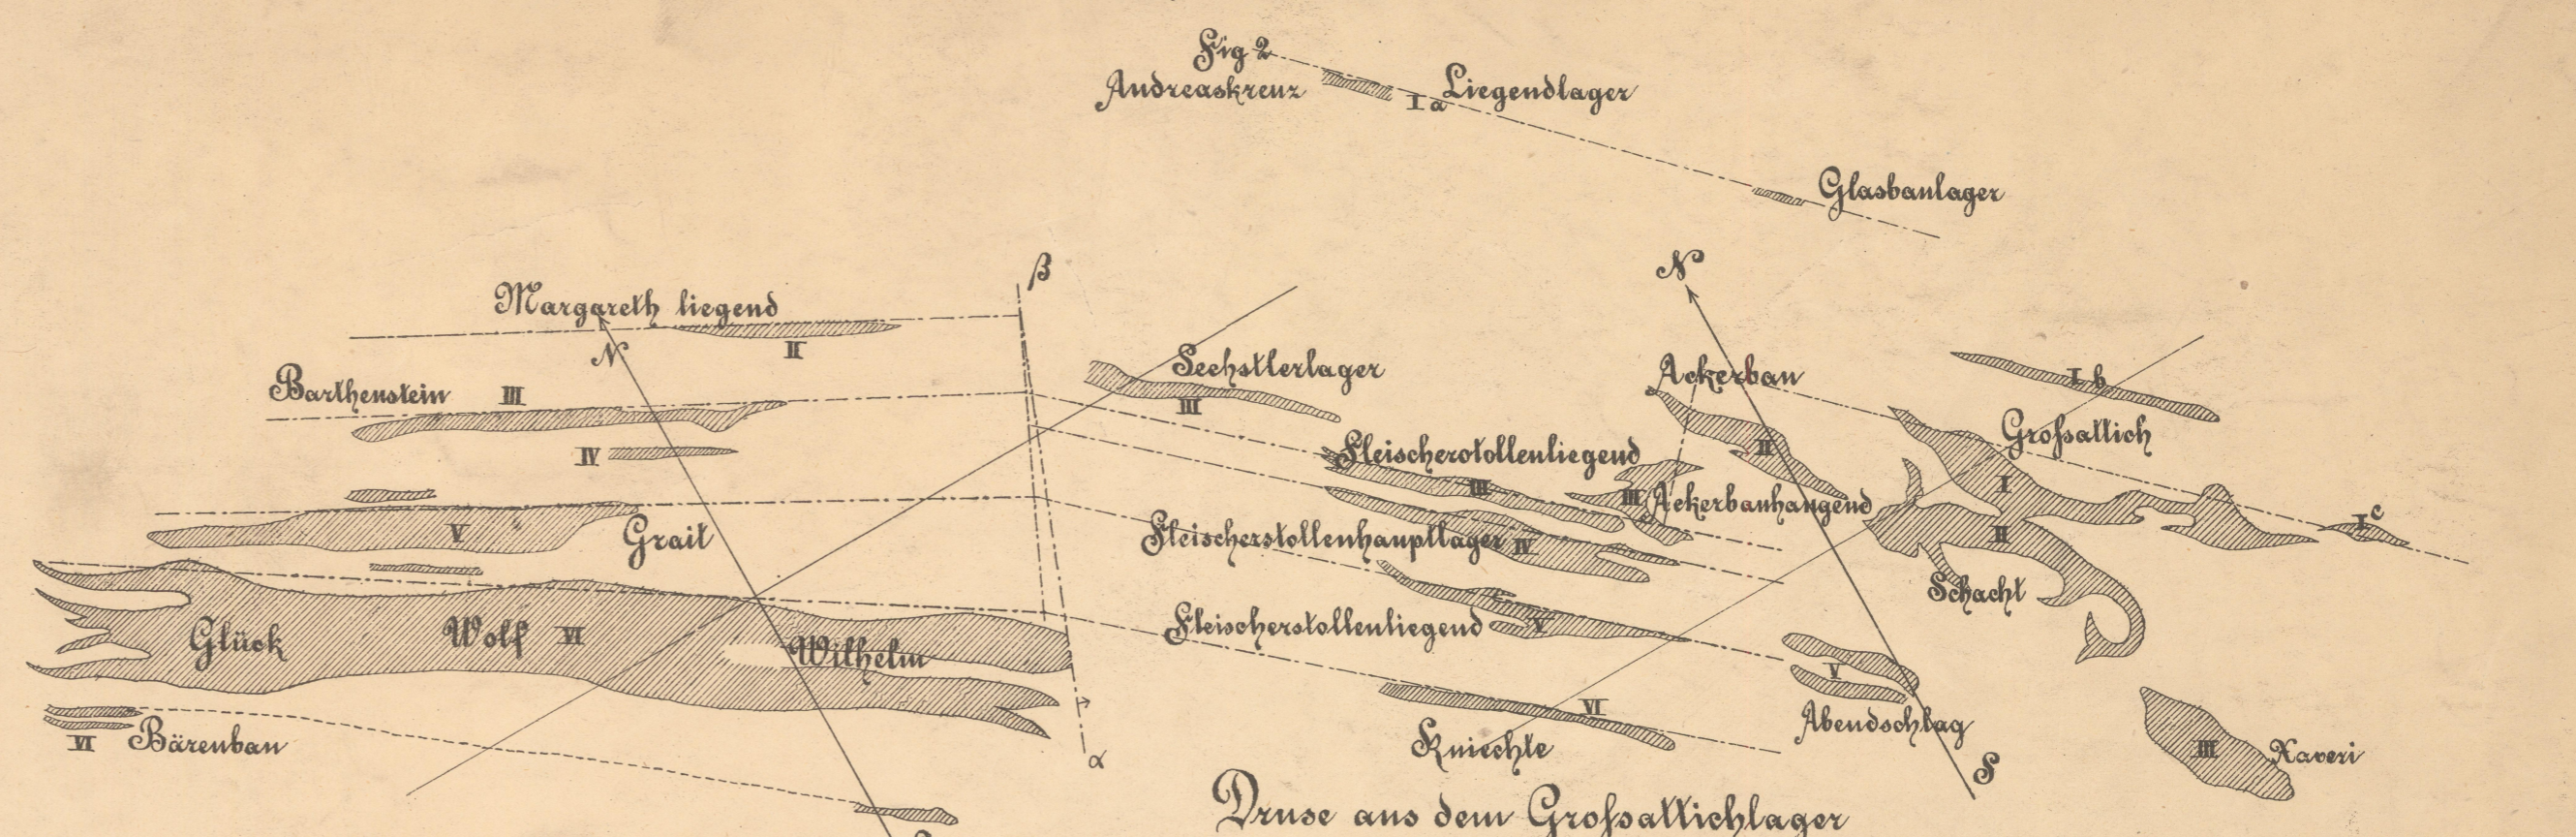 Fig 2
Andreaskreuz
I a
Liegendlager
Glasbaulager
β
N
Margareth liegend
II
N
Barthenstein
III
Sechstlerlager
III
Ackerbau
I b
IV
Fleischerstollenliegend
III
III
Ackerbauhangend
II
Großattich
I
I c
V
Grait
Fleischerstollenhauptlager IV
II
Schacht
Glück
Wolf VI
Wilhelm
Fleischerstollenliegend
V
V
VI
Bärenbau
α
Kniechte
VI
Abendschlag
S
III
Xaveri
Druse aus dem Großattichlager